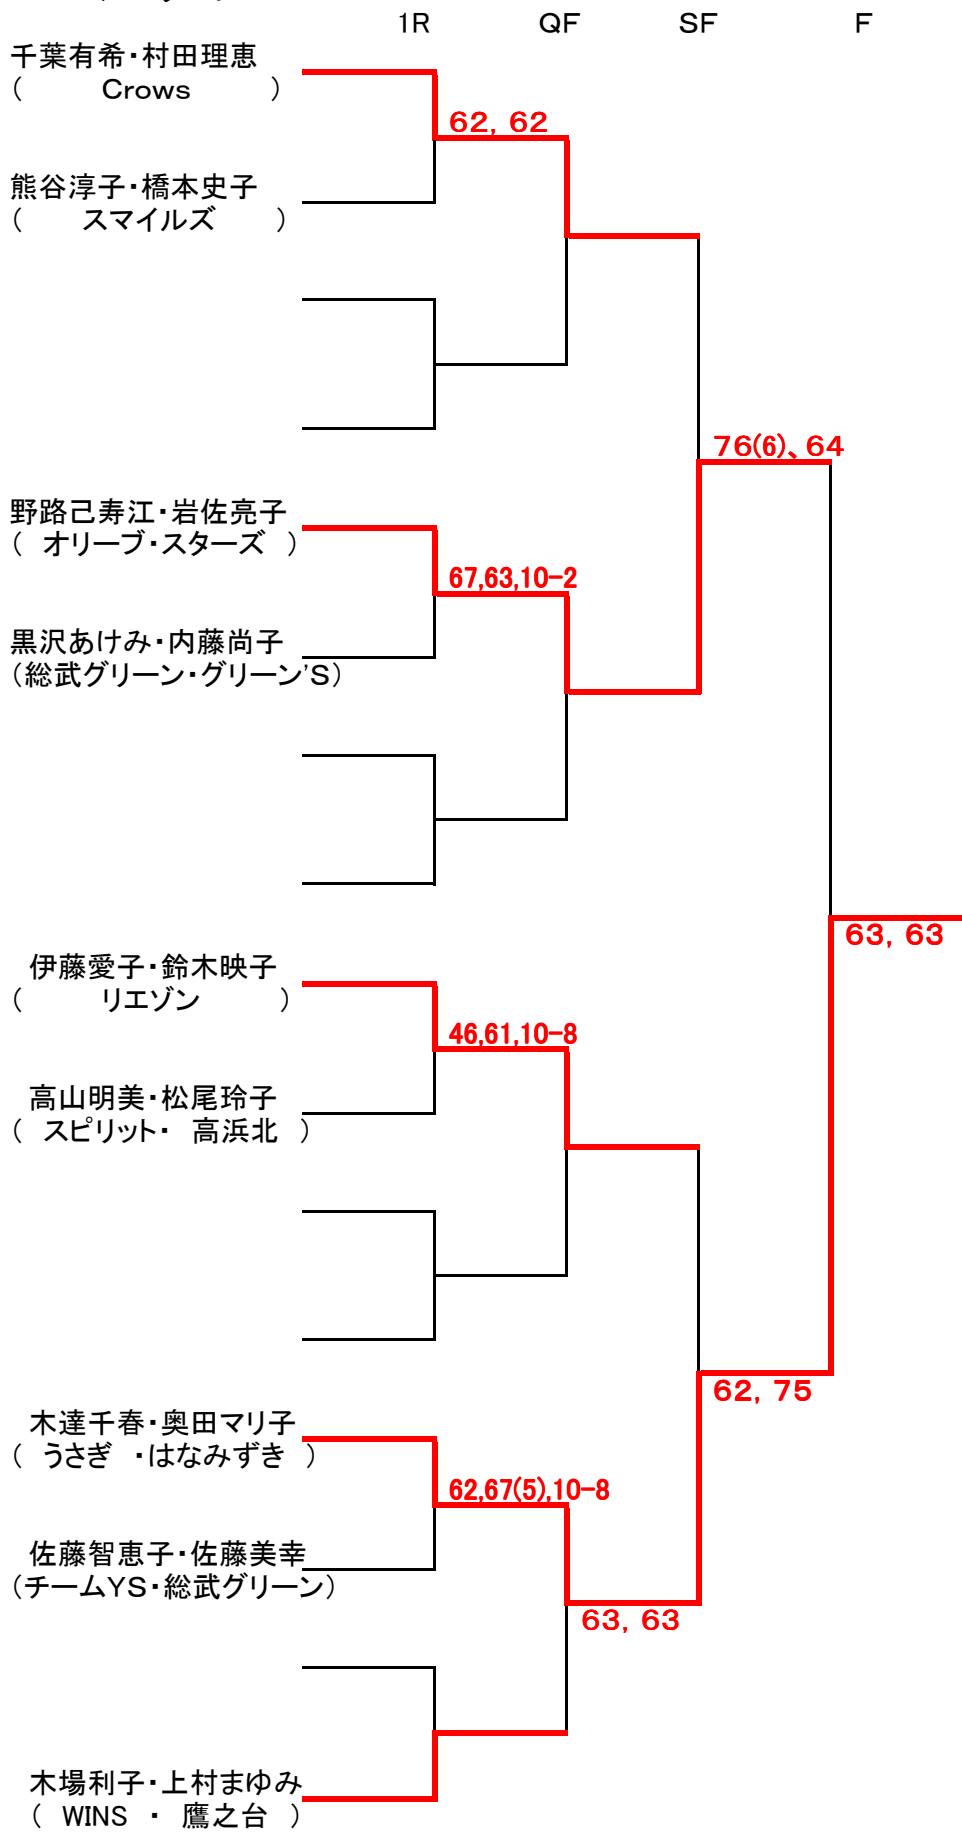 1R QF SF F
千葉有希・村田理恵
( Crows )
62, 62
熊谷淳子・橋本史子
( スマイルズ )
76(6)、64
野路己寿江・岩佐亮子
( オリーブ・スターズ )
67,63,10-2
黒沢あけみ・内藤尚子
(総武グリーン・グリーン'S)
63, 63
伊藤愛子・鈴木映子
( リエゾン )
46,61,10-8
高山明美・松尾玲子
( スピリット・ 高浜北 )
62, 75
木達千春・奥田マリ子
( うさぎ ・はなみずき )
62,67(5),10-8
佐藤智恵子・佐藤美幸
(チームYS・総武グリーン)
63, 63
木場利子・上村まゆみ
( WINS ・ 鷹之台 )